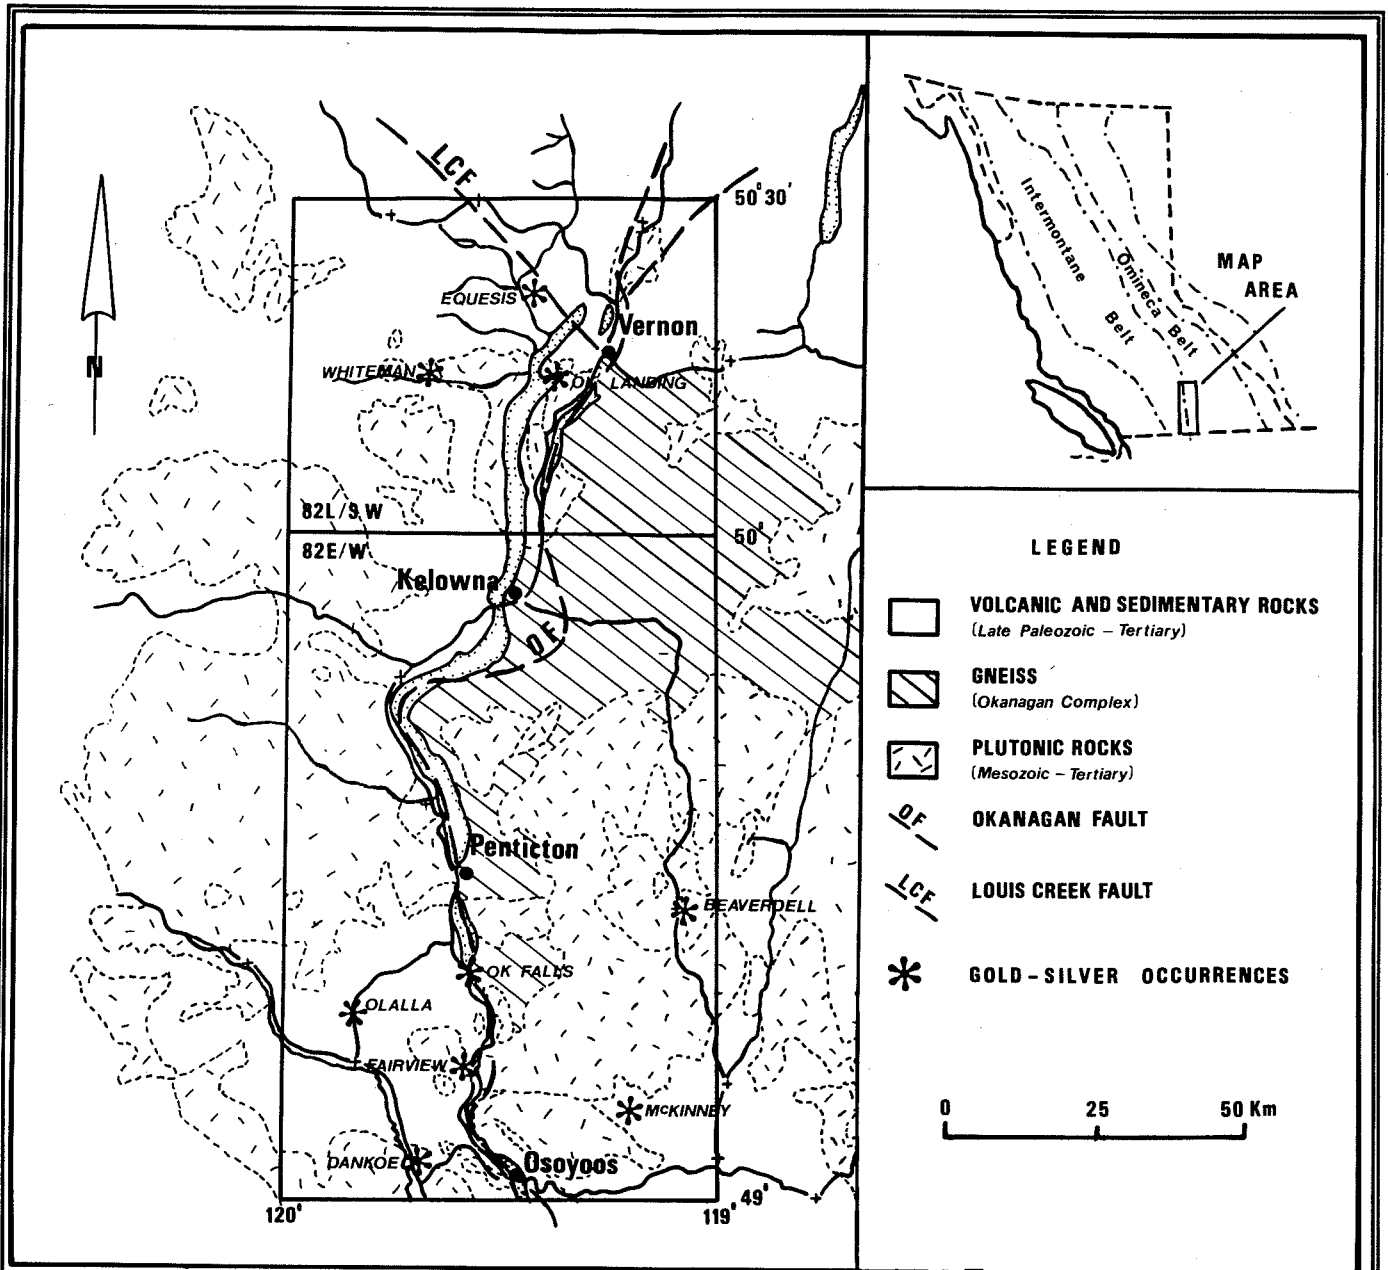 LCF
50°30'
EQUESIS
Vernon
WHITEMAN
OK LANDING
N
82L/SW
82E/W
50°
Kelowna
OF
Penticton
BEAVERDELL
OK FALLS
OLALLA
FAIRVIEW
McKINNEY
DANKOE
Osoyoos
120°
119°
49°
Intermontane
Belt
Omineca
Belt
MAP
AREA
LEGEND
VOLCANIC AND SEDIMENTARY ROCKS
(Late Paleozoic – Tertiary)
GNEISS
(Okanagan Complex)
PLUTONIC ROCKS
(Mesozoic – Tertiary)
OF
OKANAGAN FAULT
LCF
LOUIS CREEK FAULT
GOLD-SILVER OCCURRENCES
0 25 50 Km